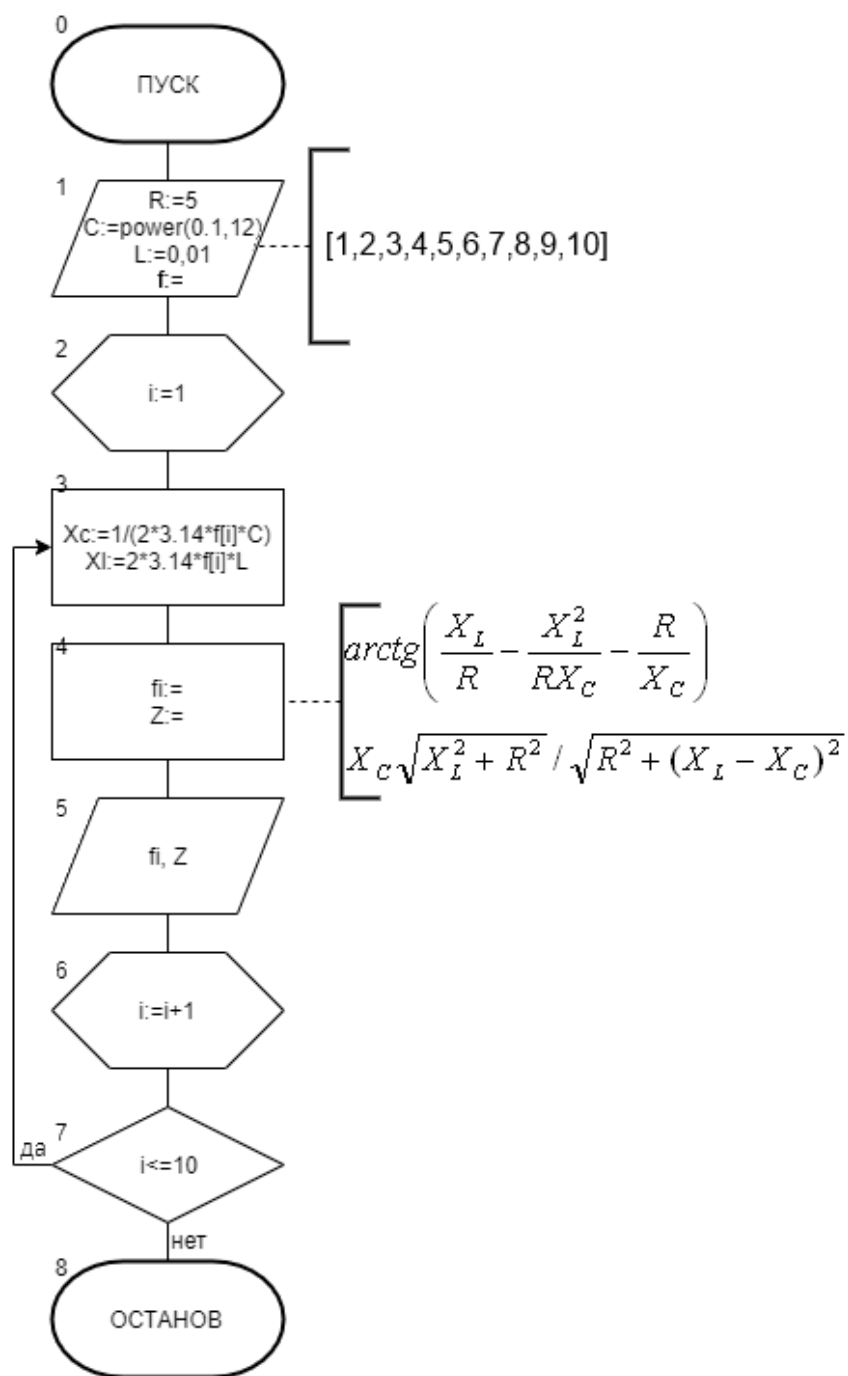 0
ПУСК
1
R:=5
C:=power(0.1,12)
L:=0,01
f:=
[1,2,3,4,5,6,7,8,9,10]
2
i:=1
3
Xc:=1/(2*3.14*f[i]*C)
Xl:=2*3.14*f[i]*L
4
fi:=
Z:=
arctg(X_L/R − X_L^2/(RX_C) − R/X_C)
X_C√(X_L^2 + R^2) / √(R^2 + (X_L − X_C)^2)
5
fi, Z
6
i:=i+1
7
да
i<=10
нет
8
ОСТАНОВ